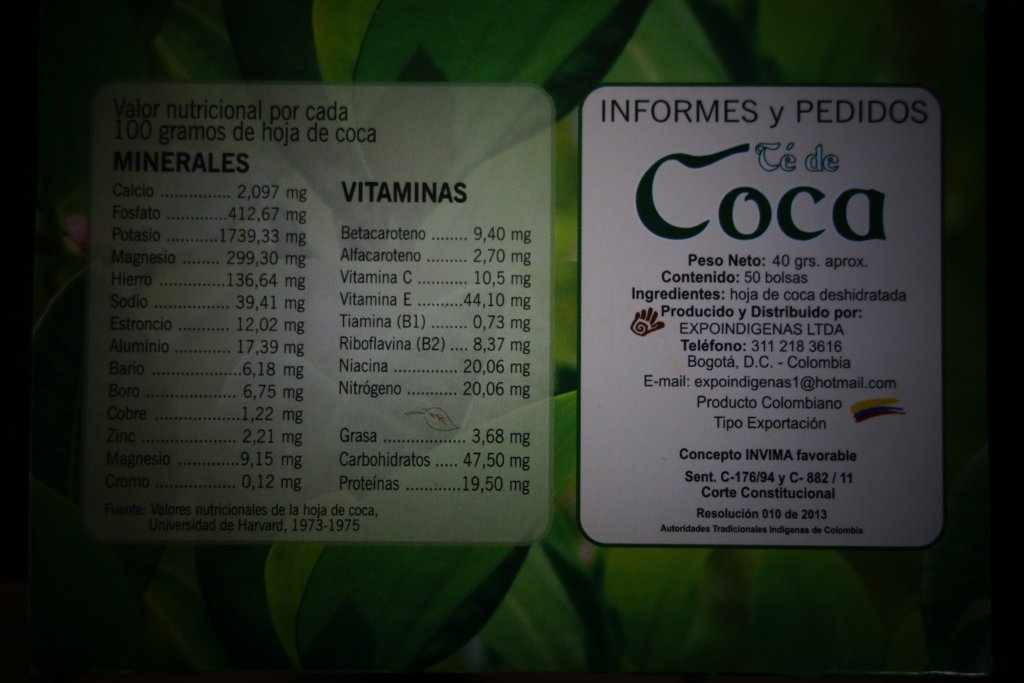 Valor nutricional por cada
100 gramos de hoja de coca
MINERALES
Calcio .............. 2,097 mg
Fosfato ............412,67 mg
Potasio ...........1739,33 mg
Magnesio ....... 299,30 mg
Hierro .............136,64 mg
Sodio ............... 39,41 mg
Estroncio .......... 12,02 mg
Aluminio ........... 17,39 mg
Bario ................6,18 mg
Boro ................. 6,75 mg
Cobre ................1,22 mg
Zinc .................. 2,21 mg
Magnesio ............9,15 mg
Cromo ............... 0,12 mg
VITAMINAS
Betacaroteno ........ 9,40 mg
Alfacaroteno ......... 2,70 mg
Vitamina C ............ 10,5 mg
Vitamina E ...........44,10 mg
Tiamina (B1) ......... 0,73 mg
Riboflavina (B2) .... 8,37 mg
Niacina ............... 20,06 mg
Nitrógeno ............ 20,06 mg
Grasa .................. 3,68 mg
Carbohidratos ..... 47,50 mg
Proteínas ............19,50 mg
Fuente: Valores nutricionales de la hoja de coca,
Universidad de Harvard, 1973-1975
INFORMES y PEDIDOS
Té de
Coca
Peso Neto: 40 grs. aprox.
Contenido: 50 bolsas
Ingredientes: hoja de coca deshidratada
Producido y Distribuido por:
EXPOINDIGENAS LTDA
Teléfono: 311 218 3616
Bogotá, D.C. - Colombia
E-mail: expoindigenas1@hotmail.com
Producto Colombiano
Tipo Exportación
Concepto INVIMA favorable
Sent. C-176/94 y C- 882 / 11
Corte Constitucional
Resolución 010 de 2013
Autoridades Tradicionales Indigenas de Colombia